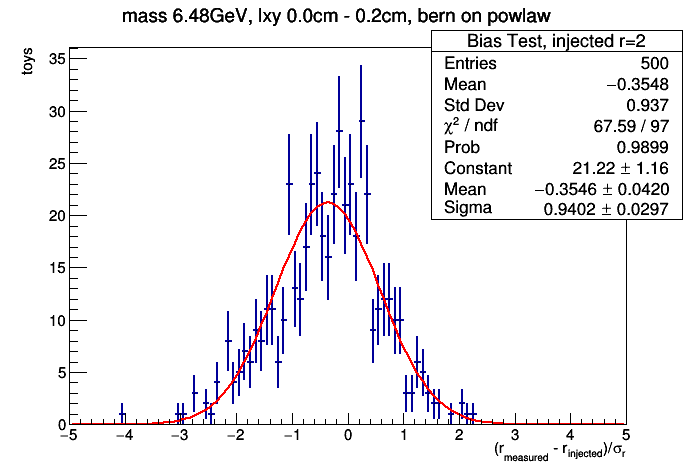 mass 6.48GeV, lxy 0.0cm - 0.2cm, bern on powlaw
Bias Test, injected r=2
Entries 500
Mean −0.3548
Std Dev 0.937
χ² / ndf 67.59 / 97
Prob 0.9899
Constant 21.22 ± 1.16
Mean −0.3546 ± 0.0420
Sigma 0.9402 ± 0.0297
toys
35
30
25
20
15
10
5
0
−5 −4 −3 −2 −1 0 1 2 3 4 5
(r_measured - r_injected)/σ_r